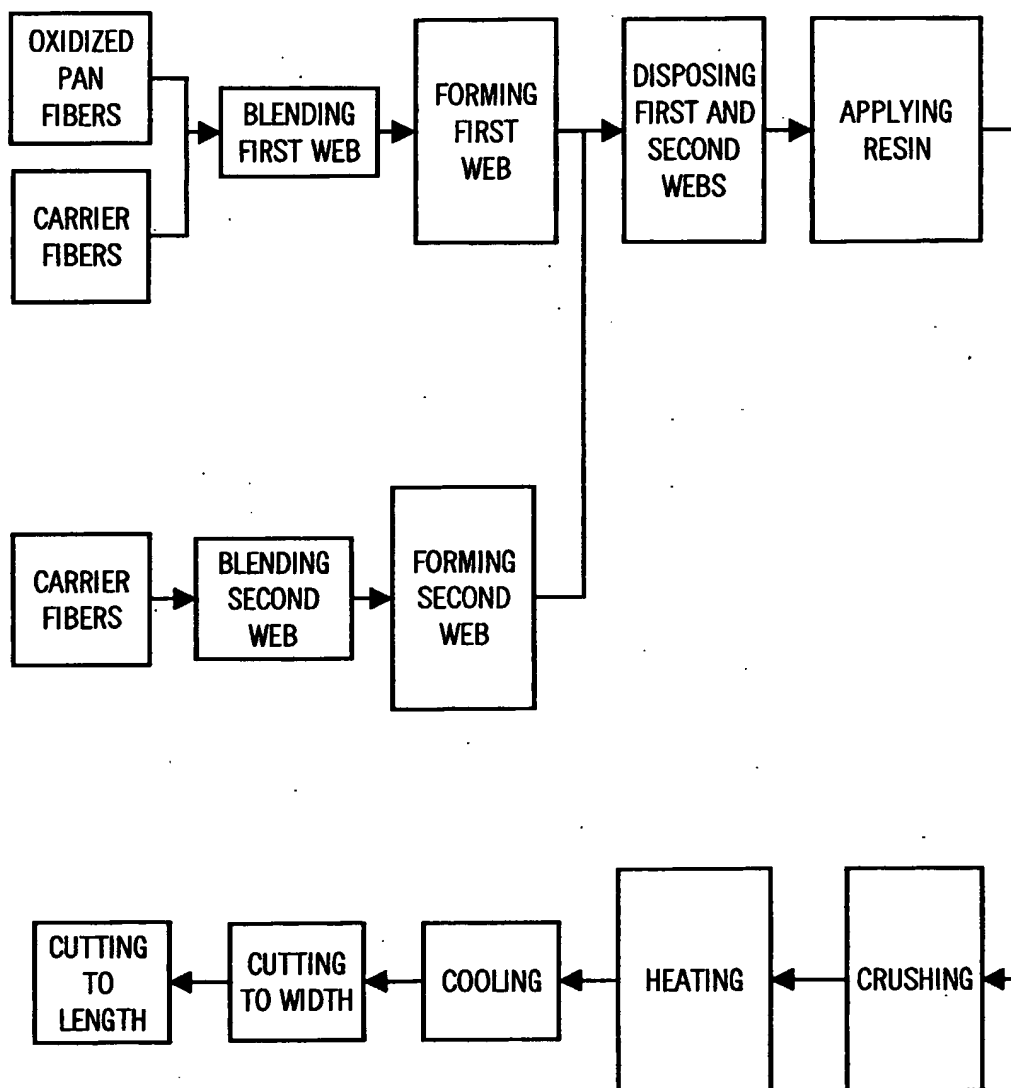 OXIDIZED
PAN
FIBERS
CARRIER
FIBERS
BLENDING
FIRST WEB
FORMING
FIRST
WEB
DISPOSING
FIRST AND
SECOND
WEBS
APPLYING
RESIN
CARRIER
FIBERS
BLENDING
SECOND
WEB
FORMING
SECOND
WEB
CUTTING
TO
LENGTH
CUTTING
TO WIDTH
COOLING
HEATING
CRUSHING